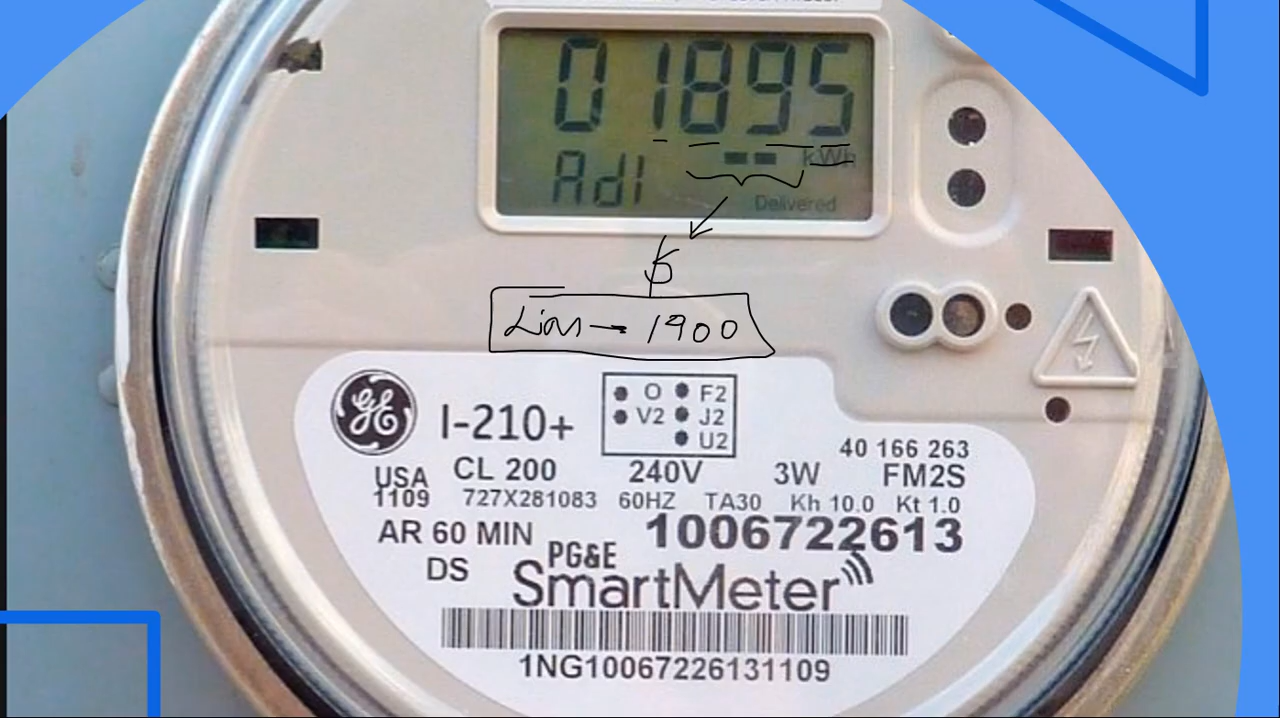 01895
kWh
Adl
Delivered
5
1900
GE I-210+
O F2
V2 J2
U2
40 166 263
USA CL 200 240V 3W FM2S
1109 727X281083 60HZ TA30 Kh 10.0 Kt 1.0
AR 60 MIN 1006722613
DS PG&E
SmartMeter
1NG10067226131109